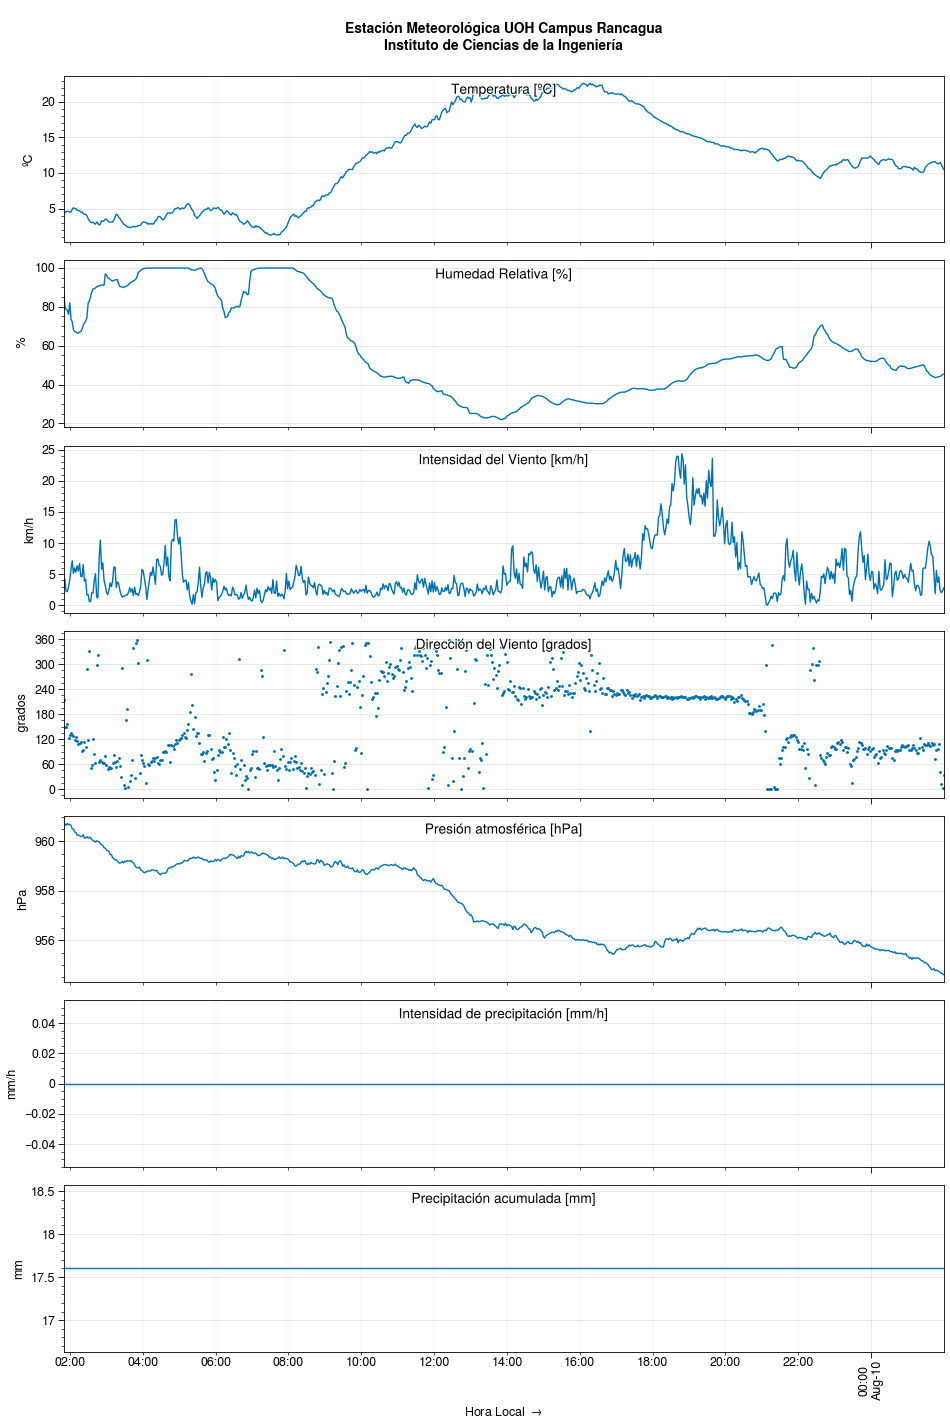 Estación Meteorológica UOH Campus Rancagua
Instituto de Ciencias de la Ingeniería
Temperatura [ºC]
ºC
20
15
10
5
Humedad Relativa [%]
%
100
80
60
40
20
Intensidad del Viento [km/h]
km/h
25
20
15
10
5
0
Dirección del Viento [grados]
grados
360
300
240
180
120
60
0
Presión atmosférica [hPa]
hPa
960
958
956
Intensidad de precipitación [mm/h]
mm/h
0.04
0.02
0
−0.02
−0.04
Precipitación acumulada [mm]
mm
18.5
18
17.5
17
02:00 04:00 06:00 08:00 10:00 12:00 14:00 16:00 18:00 20:00 22:00 00:00
Aug-10
Hora Local →